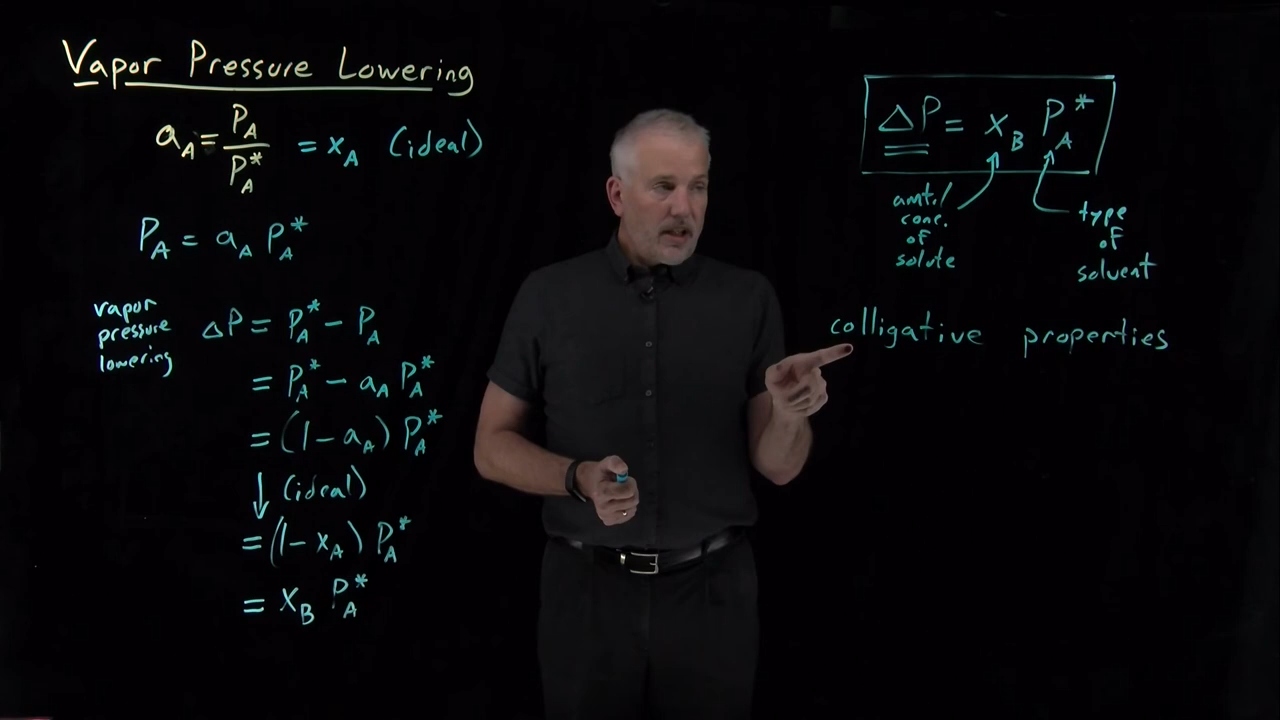 Vapor Pressure Lowering
a_A = P_A / P_A^* = x_A (ideal)
P_A = a_A P_A^*
vapor
pressure
lowering
ΔP = P_A^* - P_A
= P_A^* - a_A P_A^*
= (1 - a_A) P_A^*
↓ (ideal)
= (1 - x_A) P_A^*
= x_B P_A^*
ΔP = x_B P_A^*
amt./
conc.
of
solute
type
of
solvent
colligative properties